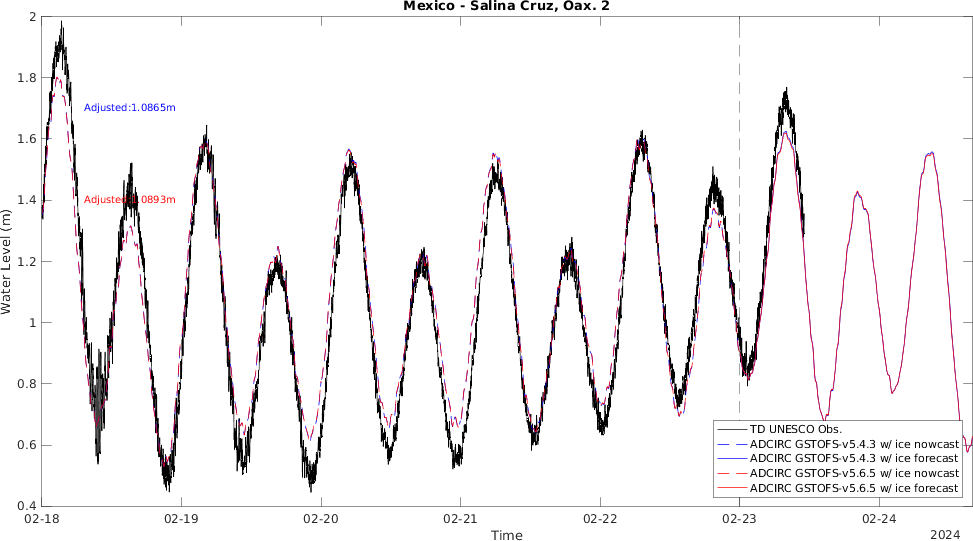 Mexico - Salina Cruz, Oax. 2
Water Level (m)
2
1.8
1.6
1.4
1.2
1
0.8
0.6
0.4
Adjusted:1.0865m
Adjusted:1.0893m
TD UNESCO Obs.
ADCIRC GSTOFS-v5.4.3 w/ ice nowcast
ADCIRC GSTOFS-v5.4.3 w/ ice forecast
ADCIRC GSTOFS-v5.6.5 w/ ice nowcast
ADCIRC GSTOFS-v5.6.5 w/ ice forecast
02-18 02-19 02-20 02-21 02-22 02-23 02-24
Time
2024